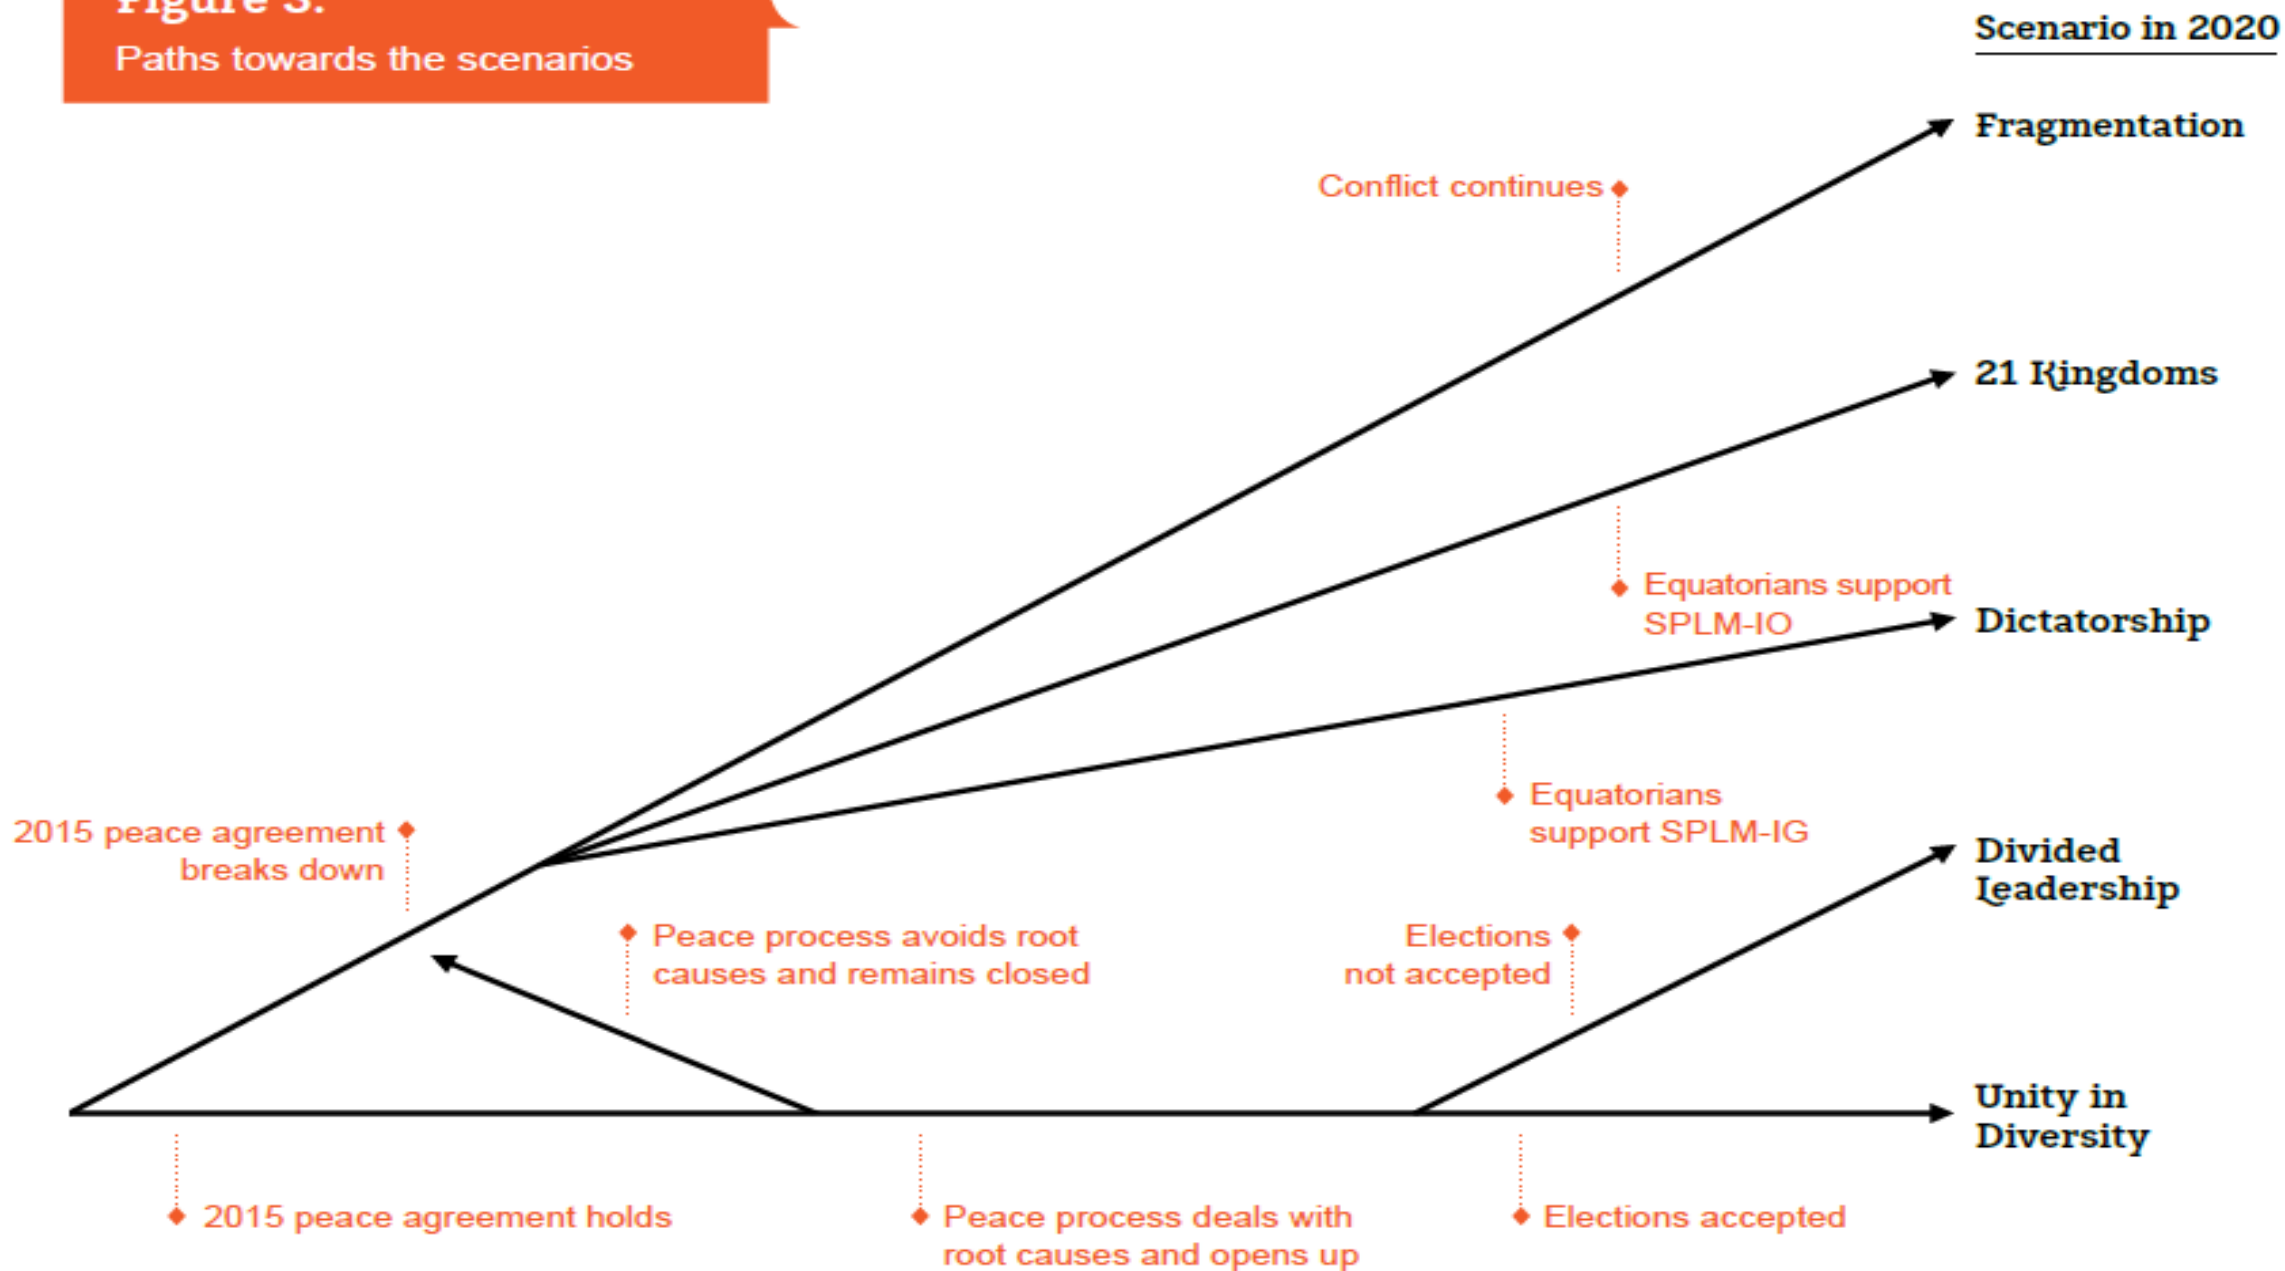 Figure 3:
Paths towards the scenarios
Scenario in 2020
Fragmentation
Conflict continues
21 Kingdoms
Equatorians support
SPLM-IO
Dictatorship
Equatorians
support SPLM-IG
2015 peace agreement
breaks down
Divided
Leadership
Peace process avoids root
causes and remains closed
Elections
not accepted
Unity in
Diversity
2015 peace agreement holds
Peace process deals with
root causes and opens up
Elections accepted